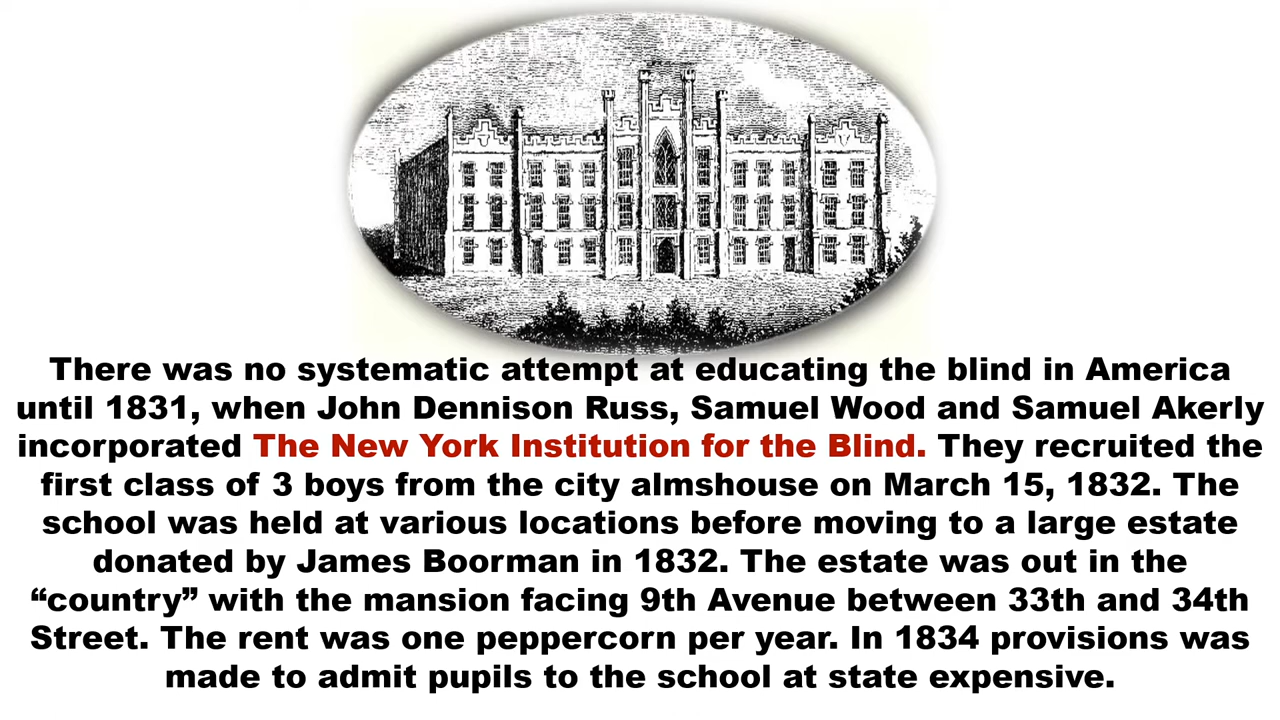 There was no systematic attempt at educating the blind in America
until 1831, when John Dennison Russ, Samuel Wood and Samuel Akerly
incorporated The New York Institution for the Blind. They recruited the
first class of 3 boys from the city almshouse on March 15, 1832. The
school was held at various locations before moving to a large estate
donated by James Boorman in 1832. The estate was out in the
“country” with the mansion facing 9th Avenue between 33th and 34th
Street. The rent was one peppercorn per year. In 1834 provisions was
made to admit pupils to the school at state expensive.